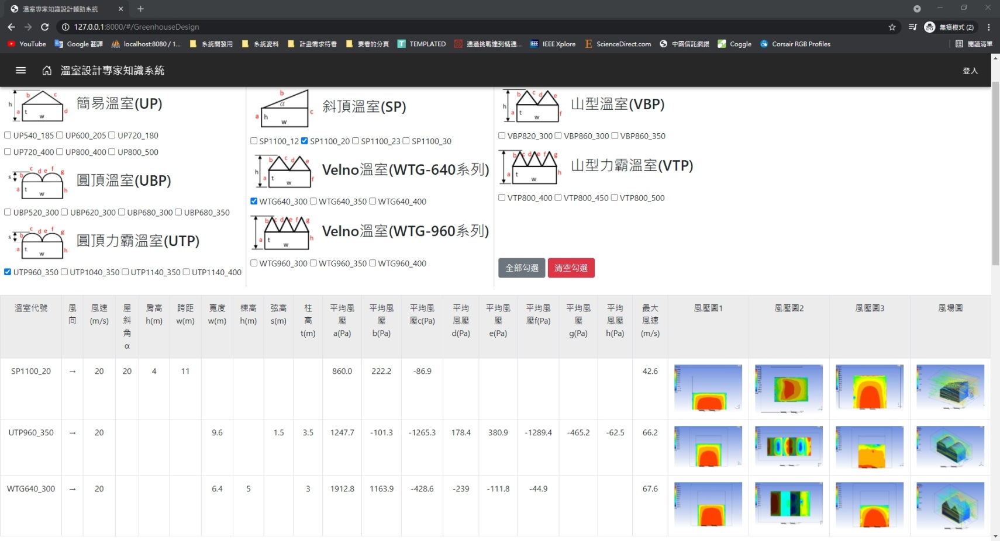 溫室專家知識設計輔助系統
127.0.0.1:8000/#/GreenhouseDesign
無痕模式 (2)
YouTube
Google 翻譯
localhost:8080 / 1...
系統開發用
系統資料
計畫需求待看
要看的分頁
TEMPLATED
通過挑戰達到精通...
IEEE Xplore
ScienceDirect.com
中國信託網銀
Coggle
Corsair RGB Profiles
閱讀清單
溫室設計專家知識系統
登入
簡易溫室(UP)
h a b c d t w
UP540_185 UP600_205 UP720_180
UP720_400 UP800_400 UP800_500
圓頂溫室(UBP)
s a b c d e f g h t w
UBP520_300 UBP620_300 UBP680_300 UBP680_350
圓頂力霸溫室(UTP)
s a b c d e f g h t w
UTP960_350 UTP1040_350 UTP1140_350 UTP1140_400
斜頂溫室(SP)
a b c h w α
SP1100_12 SP1100_20 SP1100_23 SP1100_30
Velno溫室(WTG-640系列)
h a b c d e f t w
WTG640_300 WTG640_350 WTG640_400
Velno溫室(WTG-960系列)
a b c d e f g h t w
WTG960_300 WTG960_350 WTG960_400
山型溫室(VBP)
h a b c d e f t w
VBP820_300 VBP860_300 VBP860_350
山型力霸溫室(VTP)
a b c d e f g h t w
VTP800_400 VTP800_450 VTP800_500
全部勾選 清空勾選
溫室代號 風向 風速(m/s) 屋斜角α 肩高h(m) 跨距w(m) 寬度w(m) 棟高h(m) 弦高s(m) 柱高t(m) 平均風壓a(Pa) 平均風壓b(Pa) 平均風壓c(Pa) 平均風壓d(Pa) 平均風壓e(Pa) 平均風壓f(Pa) 平均風壓g(Pa) 平均風壓h(Pa) 最大風速(m/s) 風壓圖1 風壓圖2 風壓圖3 風場圖
SP1100_20 → 20 20 4 11 860.0 222.2 -86.9 42.6
UTP960_350 → 20 9.6 1.5 3.5 1247.7 -101.3 -1265.3 178.4 380.9 -1289.4 -465.2 -62.5 66.2
WTG640_300 → 20 6.4 5 3 1912.8 1163.9 -428.6 -239 -111.8 -44.9 67.6